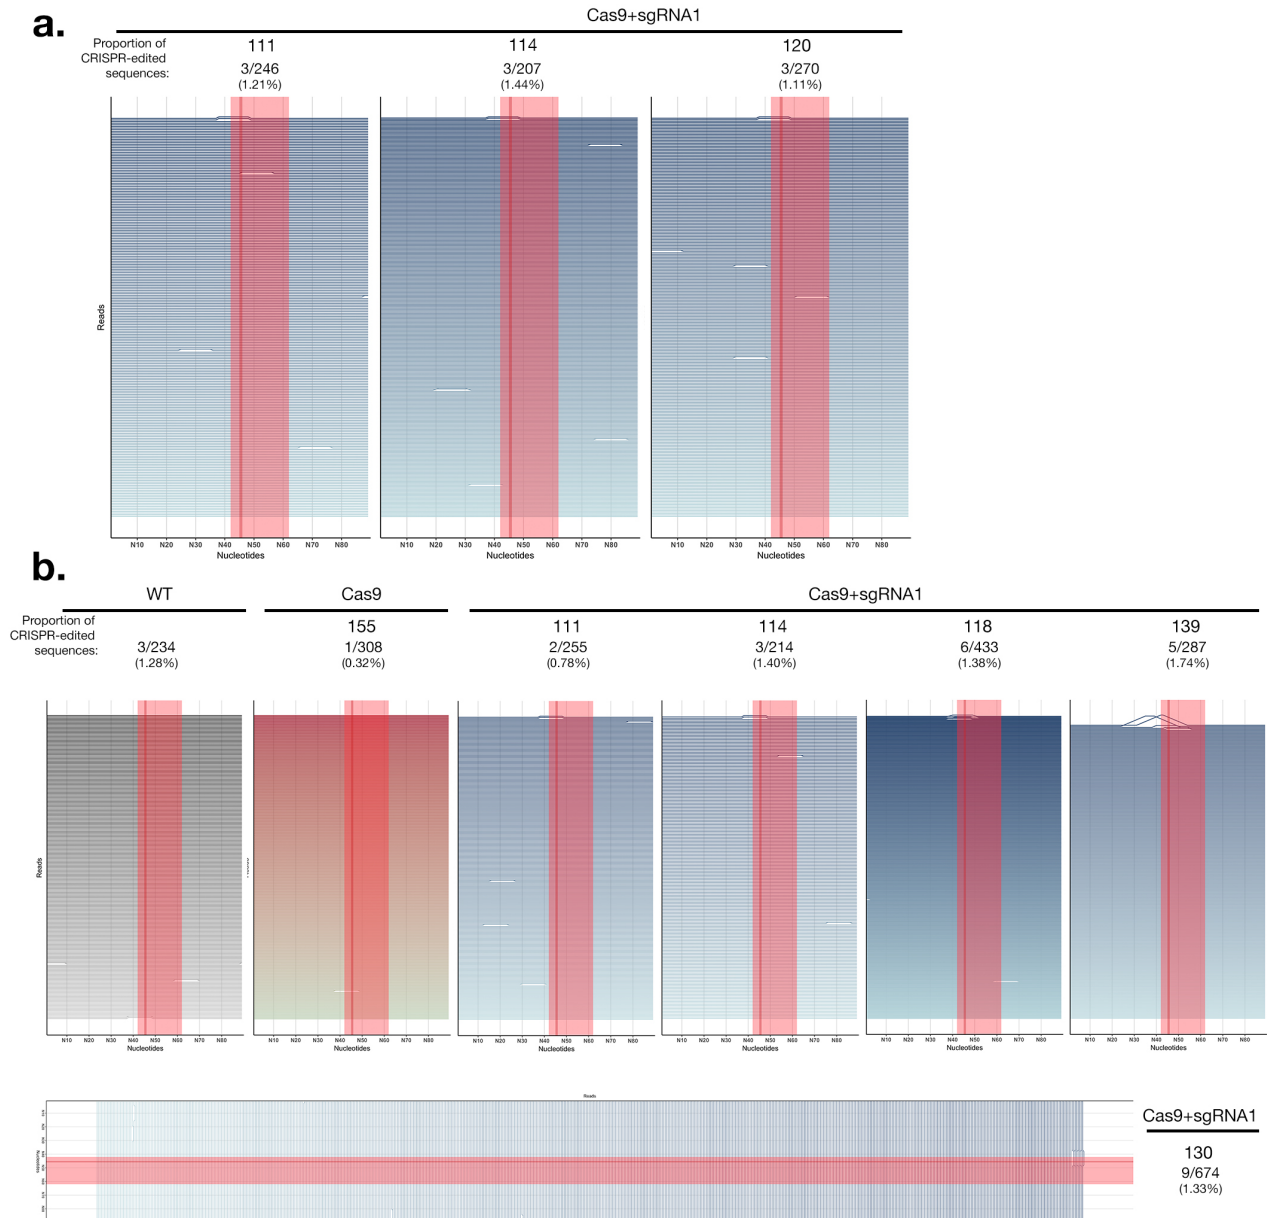 a.
Cas9+sgRNA1
Proportion of
CRISPR-edited
sequences:
111 114 120
3/246 3/207 3/270
(1.21%) (1.44%) (1.11%)
Reads
N10 N20 N30 N40 N50 N60 N70 N80 N10 N20 N30 N40 N50 N60 N70 N80 N10 N20 N30 N40 N50 N60 N70 N80
Nucleotides Nucleotides Nucleotides
b.
WT Cas9 Cas9+sgRNA1
Proportion of
CRISPR-edited
sequences:
155 111 114 118 139
3/234 1/308 2/255 3/214 6/433 5/287
(1.28%) (0.32%) (0.78%) (1.40%) (1.38%) (1.74%)
Reads
N10 N20 N30 N40 N50 N60 N70 N80 N10 N20 N30 N40 N50 N60 N70 N80 N10 N20 N30 N40 N50 N60 N70 N80 N10 N20 N30 N40 N50 N60 N70 N80 N10 N20 N30 N40 N50 N60 N70 N80 N10 N20 N30 N40 N50 N60 N70 N80
Nucleotides Nucleotides Nucleotides Nucleotides Nucleotides Nucleotides
Reads
Nucleotides
Cas9+sgRNA1
130
9/674
(1.33%)